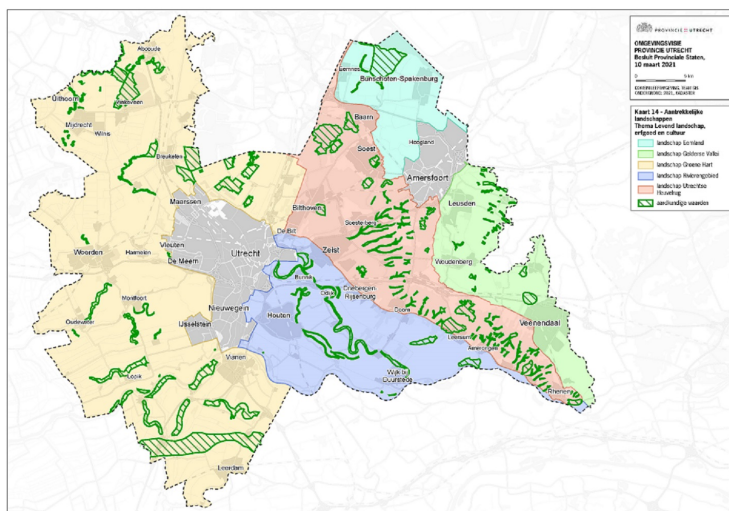 PROVINCIE UTRECHT
OMGEVINGSVISIE
PROVINCIE UTRECHT
Besluit Provinciale Staten,
10 maart 2021
0
5 km
Kaart 14 - Aantrekkelijke
landschappen
Thema Levend landschap,
erfgoed en cultuur
landschap Eemland
landschap Gelderse Vallei
landschap Groene Hart
landschap Rivierengebied
landschap Utrechtse
Heuvelrug
aardkundige waarden
Abcoude
Eemnes
Bunschoten-Spakenburg
Uithoorn
Vinkeveen
Baarn
Mijdrecht
Wilnis
Hoogland
Soest
Breukelen
Amersfoort
Maarssen
Bilthoven
Leusden
Soesterberg
De Bilt
Vleuten
Utrecht
Zeist
Woerden
Harmelen
De Meern
Woudenberg
Bunnik
Driebergen-
Rijsenburg
Odijk
Montfoort
Nieuwegein
Houten
Doorn
Oudewater
IJsselstein
Veenendaal
Leersum
Amerongen
Vianen
Lopik
Wijk bij
Duurstede
Rhenen
Leerdam